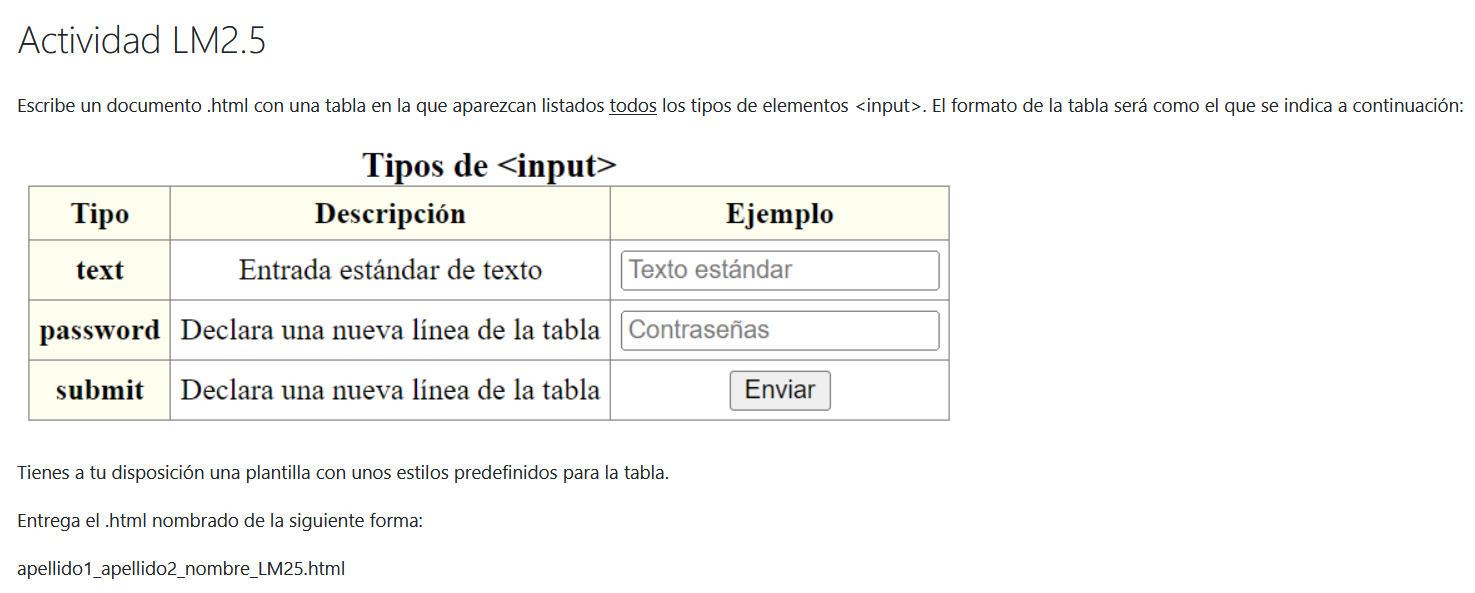 Actividad LM2.5
Escribe un documento .html con una tabla en la que aparezcan listados todos los tipos de elementos <input>. El formato de la tabla será como el que se indica a continuación:
Tipos de <input>
Tipo Descripción Ejemplo
text Entrada estándar de texto Texto estándar
password Declara una nueva línea de la tabla Contraseñas
submit Declara una nueva línea de la tabla Enviar
Tienes a tu disposición una plantilla con unos estilos predefinidos para la tabla.
Entrega el .html nombrado de la siguiente forma:
apellido1_apellido2_nombre_LM25.html